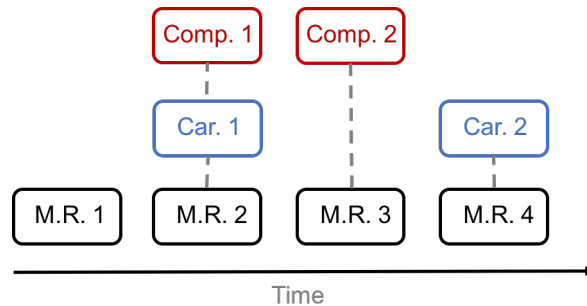 Comp. 1
Comp. 2
Car. 1
Car. 2
M.R. 1
M.R. 2
M.R. 3
M.R. 4
Time